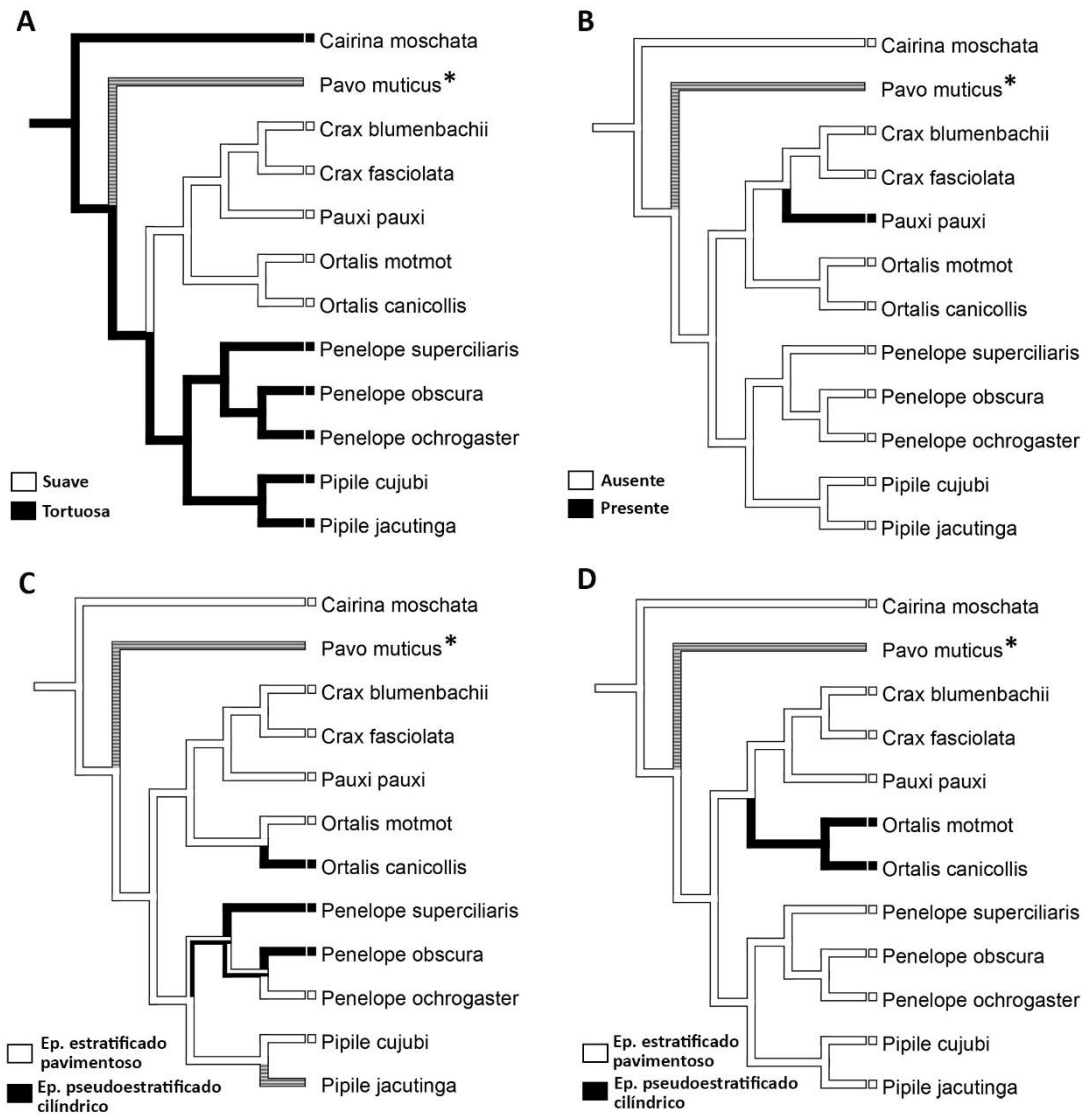 A
Cairina moschata
Pavo muticus*
Crax blumenbachii
Crax fasciolata
Pauxi pauxi
Ortalis motmot
Ortalis canicollis
Penelope superciliaris
Penelope obscura
Penelope ochrogaster
Pipile cujubi
Pipile jacutinga
Suave
Tortuosa
B
Cairina moschata
Pavo muticus*
Crax blumenbachii
Crax fasciolata
Pauxi pauxi
Ortalis motmot
Ortalis canicollis
Penelope superciliaris
Penelope obscura
Penelope ochrogaster
Pipile cujubi
Pipile jacutinga
Ausente
Presente
C
Cairina moschata
Pavo muticus*
Crax blumenbachii
Crax fasciolata
Pauxi pauxi
Ortalis motmot
Ortalis canicollis
Penelope superciliaris
Penelope obscura
Penelope ochrogaster
Pipile cujubi
Pipile jacutinga
Ep. estratificado
pavimentoso
Ep. pseudoestratificado
cilíndrico
D
Cairina moschata
Pavo muticus*
Crax blumenbachii
Crax fasciolata
Pauxi pauxi
Ortalis motmot
Ortalis canicollis
Penelope superciliaris
Penelope obscura
Penelope ochrogaster
Pipile cujubi
Pipile jacutinga
Ep. estratificado
pavimentoso
Ep. pseudoestratificado
cilíndrico